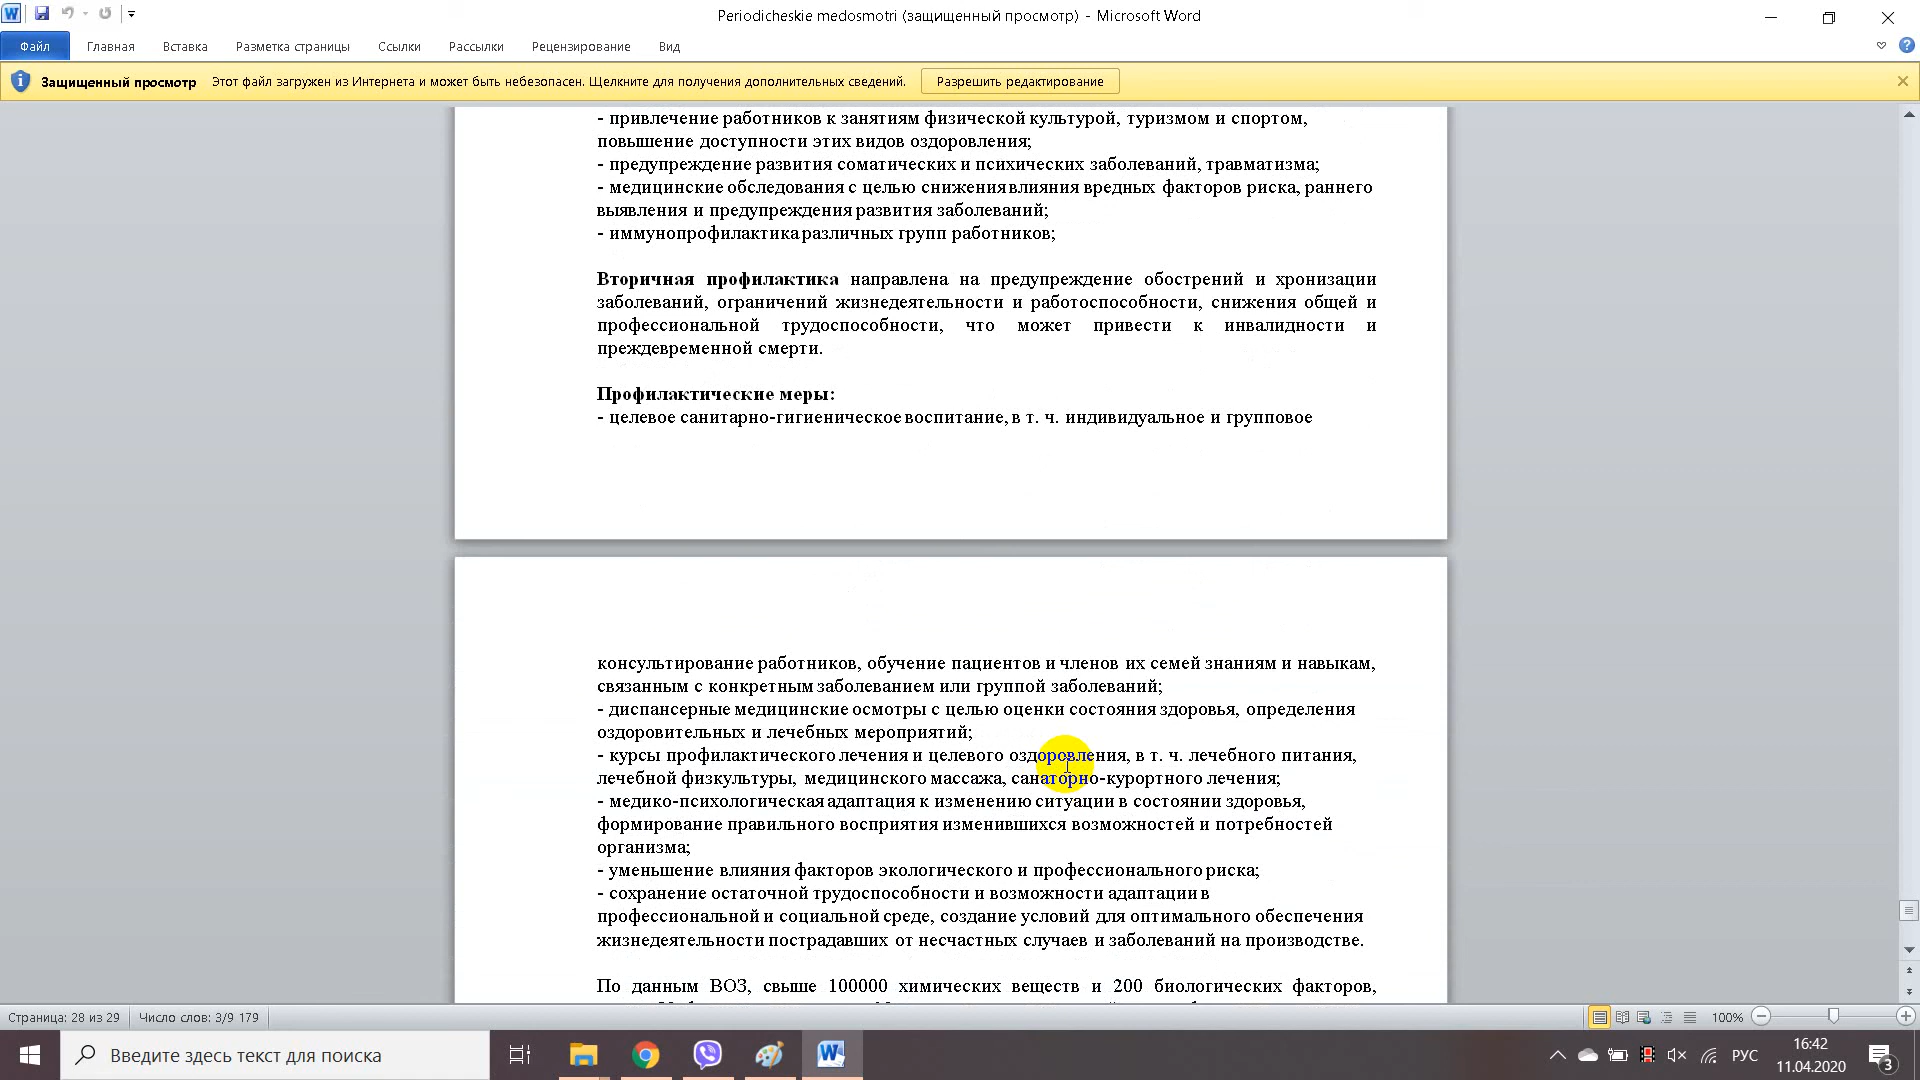 Periodicheskie medosmotri (защищенный просмотр) - Microsoft Word
Файл Главная Вставка Разметка страницы Ссылки Рассылки Рецензирование Вид
Защищенный просмотр Этот файл загружен из Интернета и может быть небезопасен. Щелкните для получения дополнительных сведений. Разрешить редактирование
- привлечение работников к занятиям физической культурой, туризмом и спортом,
повышение доступности этих видов оздоровления;
- предупреждение развития соматических и психических заболеваний, травматизма;
- медицинские обследования с целью снижения влияния вредных факторов риска, раннего
выявления и предупреждения развития заболеваний;
- иммунопрофилактика различных групп работников;
Вторичная профилактика направлена на предупреждение обострений и хронизации
заболеваний, ограничений жизнедеятельности и работоспособности, снижения общей и
профессиональной трудоспособности, что может привести к инвалидности и
преждевременной смерти.
Профилактические меры:
- целевое санитарно-гигиеническое воспитание, в т. ч. индивидуальное и групповое
консультирование работников, обучение пациентов и членов их семей знаниям и навыкам,
связанным с конкретным заболеванием или группой заболеваний;
- диспансерные медицинские осмотры с целью оценки состояния здоровья, определения
оздоровительных и лечебных мероприятий;
- курсы профилактического лечения и целевого оздоровления, в т. ч. лечебного питания,
лечебной физкультуры, медицинского массажа, санаторно-курортного лечения;
- медико-психологическая адаптация к изменению ситуации в состоянии здоровья,
формирование правильного восприятия изменившихся возможностей и потребностей
организма;
- уменьшение влияния факторов экологического и профессионального риска;
- сохранение остаточной трудоспособности и возможности адаптации в
профессиональной и социальной среде, создание условий для оптимального обеспечения
жизнедеятельности пострадавших от несчастных случаев и заболеваний на производстве.
По данным ВОЗ, свыше 100000 химических веществ и 200 биологических факторов,
Страница: 28 из 29 Число слов: 3/9 179 100%
Введите здесь текст для поиска РУС 16:42
11.04.2020 3